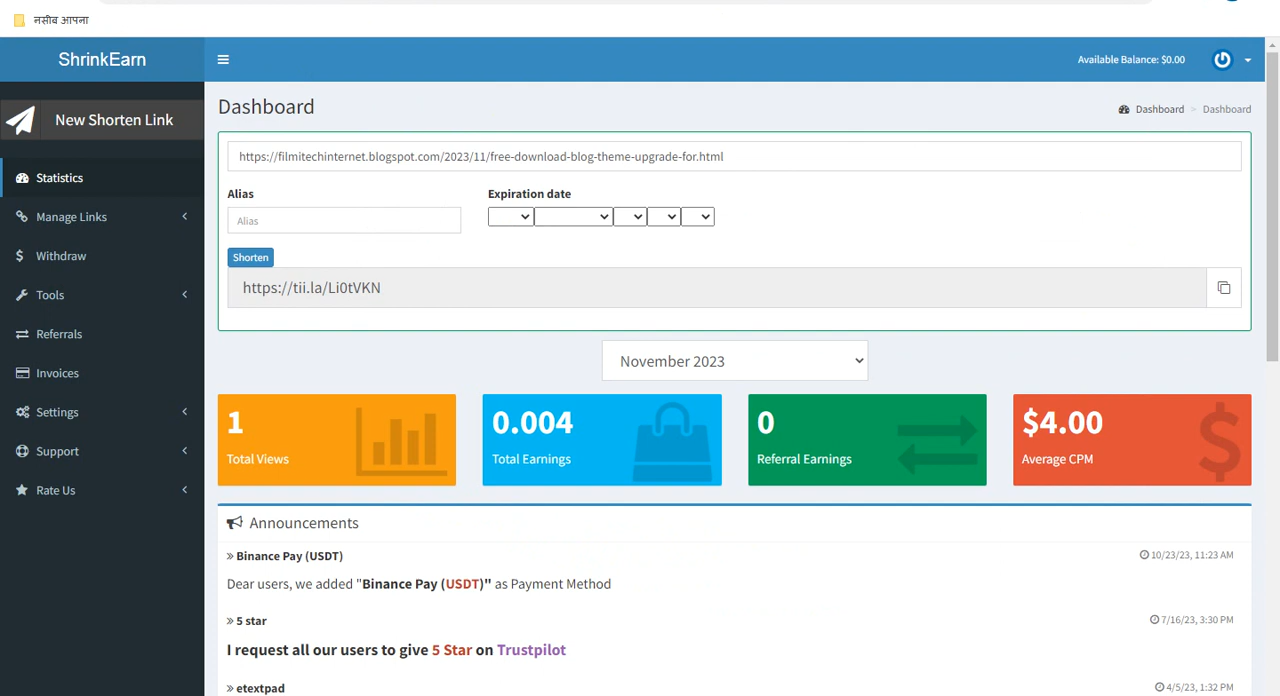 नसीब आपना
ShrinkEarn
Available Balance: $0.00
New Shorten Link
Statistics
Manage Links
Withdraw
Tools
Referrals
Invoices
Settings
Support
Rate Us
Dashboard
Dashboard > Dashboard
https://filmitechinternet.blogspot.com/2023/11/free-download-blog-theme-upgrade-for.html
Alias Expiration date
Alias
Shorten
https://tii.la/Li0tVKN
November 2023
1
Total Views
0.004
Total Earnings
0
Referral Earnings
$4.00
Average CPM
Announcements
» Binance Pay (USDT) 10/23/23, 11:23 AM
Dear users, we added "Binance Pay (USDT)" as Payment Method
» 5 star 7/16/23, 3:30 PM
I request all our users to give 5 Star on Trustpilot
» etextpad 4/5/23, 1:32 PM